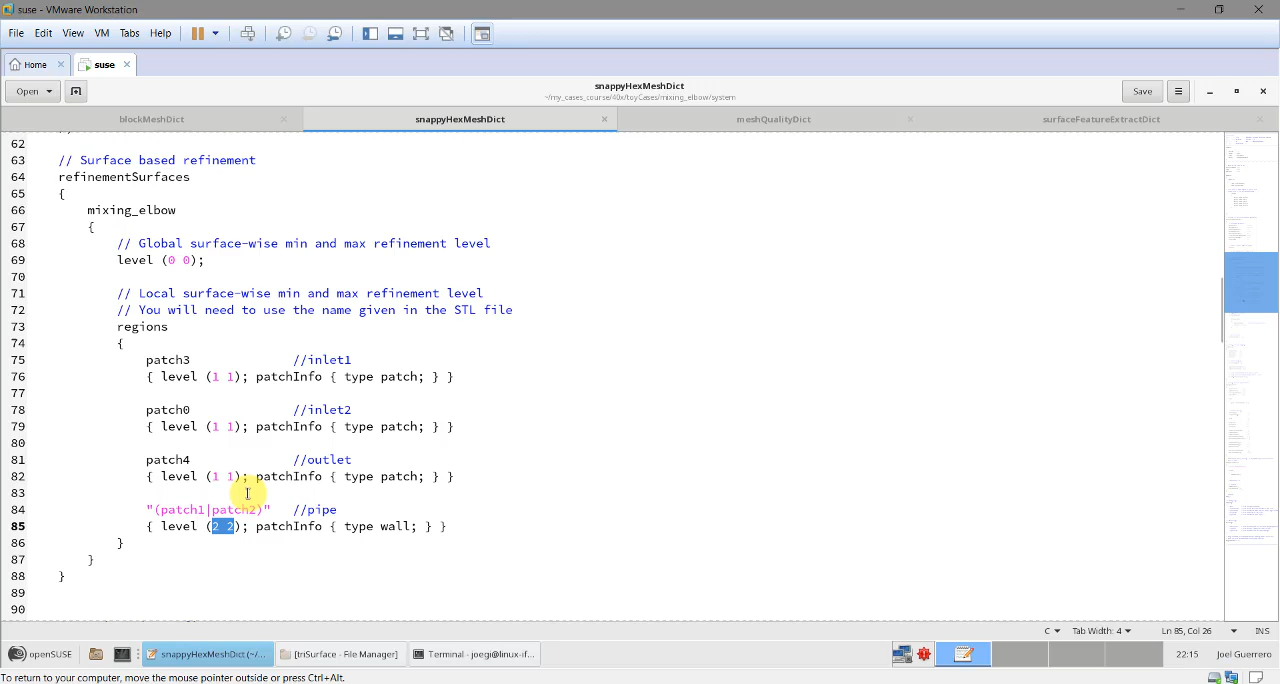 suse - VMware Workstation
File Edit View VM Tabs Help
Home suse
Open snappyHexMeshDict Save
~/my_cases_course/40x/toyCases/mixing_elbow/system
blockMeshDict snappyHexMeshDict meshQualityDict surfaceFeatureExtractDict
62
63 // Surface based refinement
64 refinementSurfaces
65 {
66 mixing_elbow
67 {
68 // Global surface-wise min and max refinement level
69 level (0 0);
70
71 // Local surface-wise min and max refinement level
72 // You will need to use the name given in the STL file
73 regions
74 {
75 patch3 //inlet1
76 { level (1 1); patchInfo { type patch; } }
77
78 patch0 //inlet2
79 { level (1 1); patchInfo { type patch; } }
80
81 patch4 //outlet
82 { level (1 1); patchInfo { type patch; } }
83
84 "(patch1|patch2)" //pipe
85 { level (2 2); patchInfo { type wall; } }
86 }
87 }
88 }
89
90
C Tab Width: 4 Ln 85, Col 26 INS
openSUSE snappyHexMeshDict (~/... [triSurface - File Manager] Terminal - joegi@linux-if... 22:15 Joel Guerrero
To return to your computer, move the mouse pointer outside or press Ctrl+Alt.